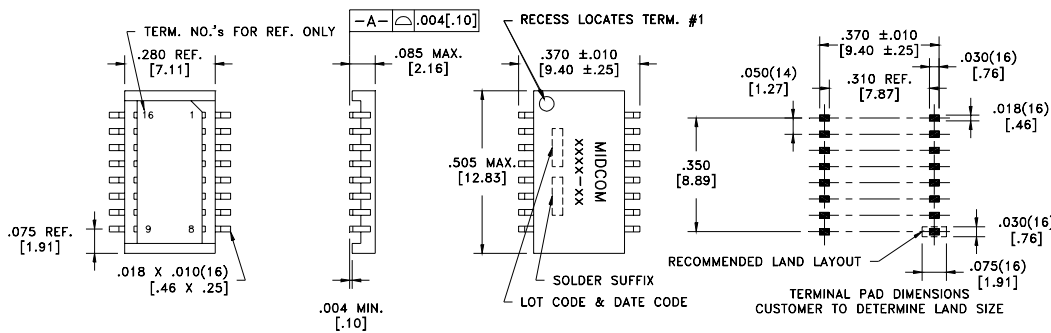 TERM. NO.'s FOR REF. ONLY
.280 REF.
[7.11]
16
1
9
8
.075 REF.
[1.91]
.018 X .010(16)
[.46 X .25]
-A- ⌓ .004[.10]
.085 MAX.
[2.16]
.004 MIN.
[.10]
RECESS LOCATES TERM. #1
.370 ±.010
[9.40 ±.25]
.505 MAX.
[12.83]
MIDCOM
XXXX-XX
SOLDER SUFFIX
LOT CODE & DATE CODE
.370 ±.010
[9.40 ±.25]
.030(16)
[.76]
.050(14)
[1.27]
.310 REF.
[7.87]
.018(16)
[.46]
.350
[8.89]
.030(16)
[.76]
RECOMMENDED LAND LAYOUT
.075(16)
[1.91]
TERMINAL PAD DIMENSIONS
CUSTOMER TO DETERMINE LAND SIZE